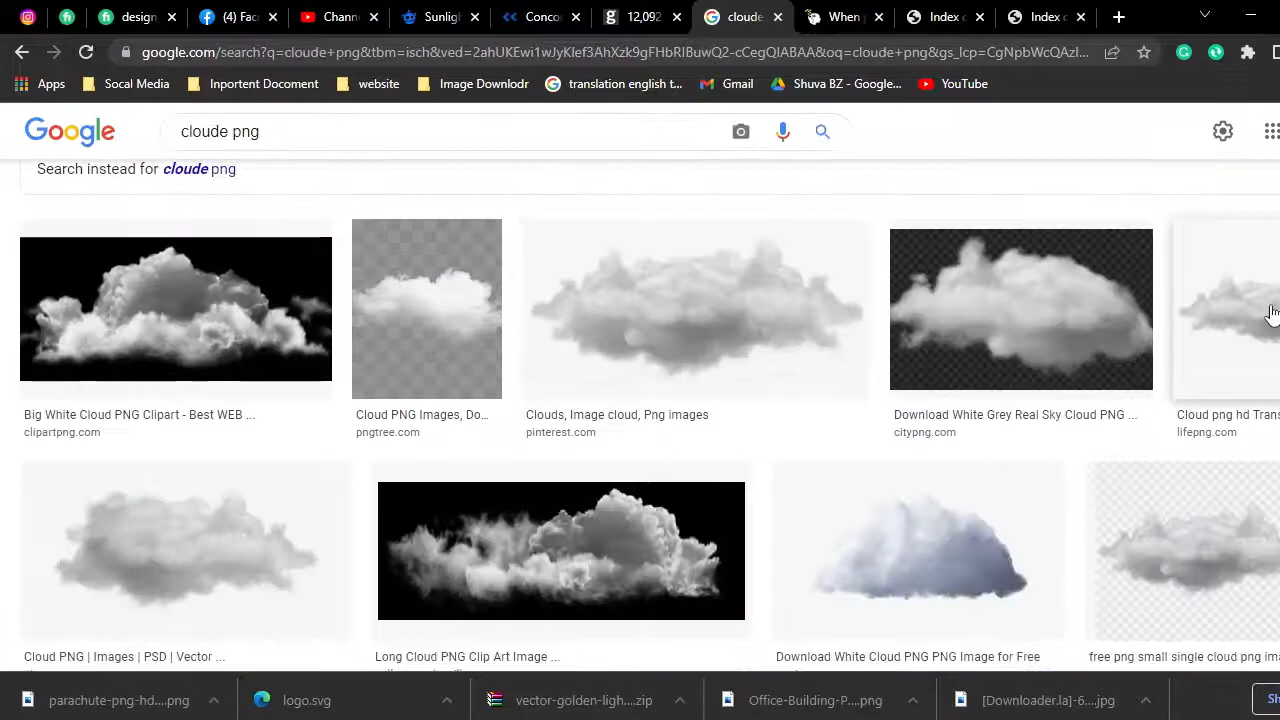 design
(4) Fac
Chann
Sunligh
Conco
12,092
cloude
When
Index o
Index o
google.com/search?q=cloude+png&tbm=isch&ved=2ahUKEwi1wJyKlef3AhXzk9gFHbRIBuwQ2-cCegQIABAA&oq=cloude+png&gs_lcp=CgNpbWcQAzI...
Apps
Socal Media
Inprtent Docoment
website
Image Downlodr
translation english t...
Gmail
Shuva BZ - Google...
YouTube
Google
cloude png
Search instead for cloude png
Big White Cloud PNG Clipart - Best WEB ...
clipartpng.com
Cloud PNG Images, Do...
pngtree.com
Clouds, Image cloud, Png images
pinterest.com
Download White Grey Real Sky Cloud PNG ...
citypng.com
Cloud png hd Trans
lifepng.com
Cloud PNG | Images | PSD | Vector ...
Long Cloud PNG Clip Art Image ...
Download White Cloud PNG PNG Image for Free
free png small single cloud png ima
parachute-png-hd....png
logo.svg
vector-golden-ligh....zip
Office-Building-P....png
[Downloader.la]-6....jpg
Sh